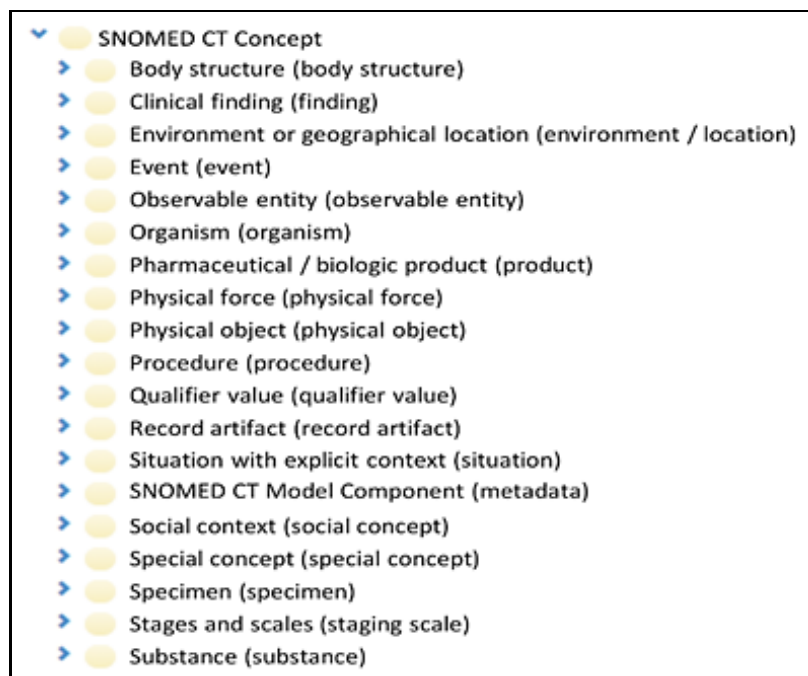 SNOMED CT Concept
Body structure (body structure)
Clinical finding (finding)
Environment or geographical location (environment / location)
Event (event)
Observable entity (observable entity)
Organism (organism)
Pharmaceutical / biologic product (product)
Physical force (physical force)
Physical object (physical object)
Procedure (procedure)
Qualifier value (qualifier value)
Record artifact (record artifact)
Situation with explicit context (situation)
SNOMED CT Model Component (metadata)
Social context (social concept)
Special concept (special concept)
Specimen (specimen)
Stages and scales (staging scale)
Substance (substance)